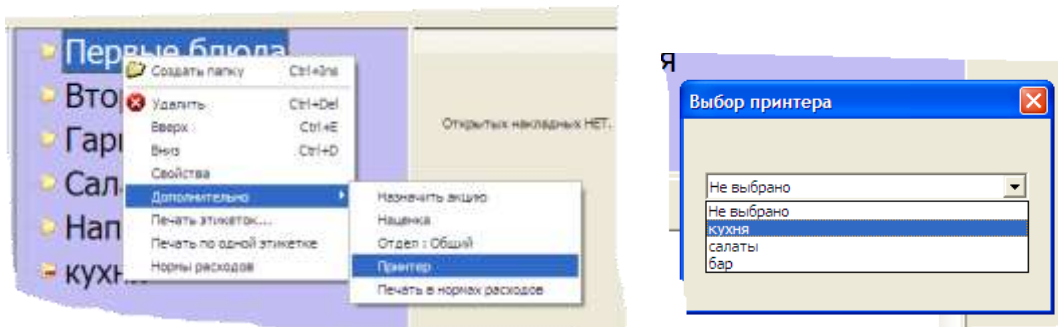 Первые блюда
Создать папку Ctrl+Ins
Удалить Ctrl+Del
Вверх Ctrl+E
Вниз Ctrl+D
Свойства
Дополнительно
Печать этикеток...
Печать по одной этикетке
Нормы расходов
Назначить акцию
Наценка
Отдел : Общий
Принтер
Печать в нормах расходов
Вто
Гар
Сал
Нап
Открытых накладных НЕТ.
я
Выбор принтера
Не выбрано
Не выбрано
кухня
салаты
бар